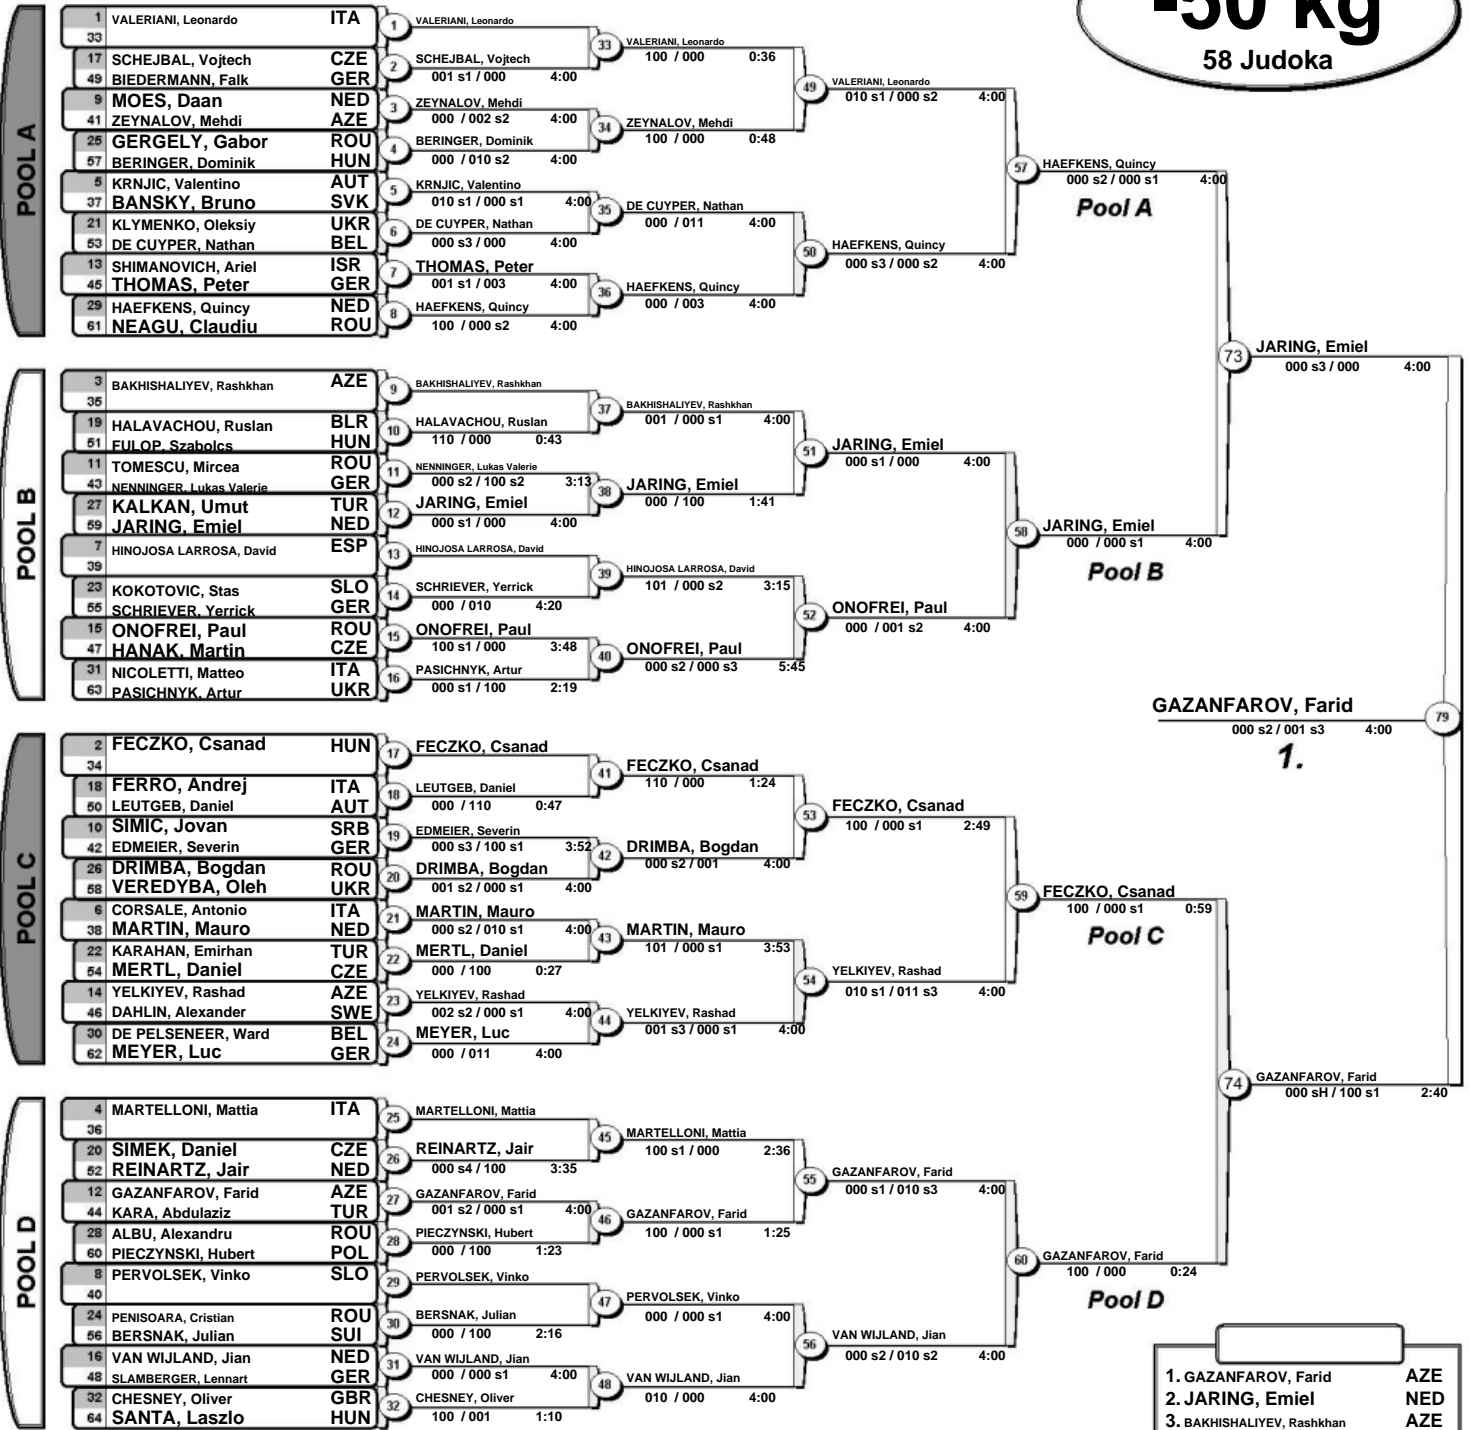 -50 kg
58 Judoka
POOL A
1 VALERIANI, Leonardo ITA
33
17 SCHEJBAL, Vojtech CZE
49 BIEDERMANN, Falk GER
9 MOES, Daan NED
41 ZEYNALOV, Mehdi AZE
25 GERGELY, Gabor ROU
57 BERINGER, Dominik HUN
5 KRNJIC, Valentino AUT
37 BANSKY, Bruno SVK
21 KLYMENKO, Oleksiy UKR
53 DE CUYPER, Nathan BEL
13 SHIMANOVICH, Ariel ISR
45 THOMAS, Peter GER
29 HAEFKENS, Quincy NED
61 NEAGU, Claudiu ROU
1 VALERIANI, Leonardo
2 SCHEJBAL, Vojtech
001 s1 / 000 4:00
3 ZEYNALOV, Mehdi
000 / 002 s2 4:00
4 BERINGER, Dominik
000 / 010 s2 4:00
5 KRNJIC, Valentino
010 s1 / 000 s1 4:00
6 DE CUYPER, Nathan
000 s3 / 000 4:00
7 THOMAS, Peter
001 s1 / 003 4:00
8 HAEFKENS, Quincy
100 / 000 s2 4:00
33 VALERIANI, Leonardo
100 / 000 0:36
34 ZEYNALOV, Mehdi
100 / 000 0:48
35 DE CUYPER, Nathan
000 / 011 4:00
36 HAEFKENS, Quincy
000 / 003 4:00
49 VALERIANI, Leonardo
010 s1 / 000 s2 4:00
50 HAEFKENS, Quincy
000 s3 / 000 s2 4:00
57 HAEFKENS, Quincy
000 s2 / 000 s1 4:00
Pool A
POOL B
3 BAKHISHALIYEV, Rashkhan AZE
35
19 HALAVACHOU, Ruslan BLR
51 FULOP, Szabolcs HUN
11 TOMESCU, Mircea ROU
43 NENNINGER, Lukas Valerie GER
27 KALKAN, Umut TUR
59 JARING, Emiel NED
7 HINOJOSA LARROSA, David ESP
39
23 KOKOTOVIC, Stas SLO
55 SCHRIEVER, Yerrick GER
15 ONOFREI, Paul ROU
47 HANAK, Martin CZE
31 NICOLETTI, Matteo ITA
63 PASICHNYK, Artur UKR
9 BAKHISHALIYEV, Rashkhan
10 HALAVACHOU, Ruslan
110 / 000 0:43
11 NENNINGER, Lukas Valerie
000 s2 / 100 s2 3:13
12 JARING, Emiel
000 s1 / 000 4:00
13 HINOJOSA LARROSA, David
14 SCHRIEVER, Yerrick
000 / 010 4:20
15 ONOFREI, Paul
100 s1 / 000 3:48
16 PASICHNYK, Artur
000 s1 / 100 2:19
37 BAKHISHALIYEV, Rashkhan
001 / 000 s1 4:00
38 JARING, Emiel
000 / 100 1:41
39 HINOJOSA LARROSA, David
101 / 000 s2 3:15
40 ONOFREI, Paul
000 s2 / 000 s3 5:45
51 JARING, Emiel
000 s1 / 000 4:00
52 ONOFREI, Paul
000 / 001 s2 4:00
58 JARING, Emiel
000 / 000 s1 4:00
Pool B
73 JARING, Emiel
000 s3 / 000 4:00
GAZANFAROV, Farid 79
000 s2 / 001 s3 4:00
1.
POOL C
2 FECZKO, Csanad HUN
34
18 FERRO, Andrej ITA
50 LEUTGEB, Daniel AUT
10 SIMIC, Jovan SRB
42 EDMEIER, Severin GER
26 DRIMBA, Bogdan ROU
58 VEREDYBA, Oleh UKR
6 CORSALE, Antonio ITA
38 MARTIN, Mauro NED
22 KARAHAN, Emirhan TUR
54 MERTL, Daniel CZE
14 YELKIYEV, Rashad AZE
46 DAHLIN, Alexander SWE
30 DE PELSENEER, Ward BEL
62 MEYER, Luc GER
17 FECZKO, Csanad
18 LEUTGEB, Daniel
000 / 110 0:47
19 EDMEIER, Severin
000 s3 / 100 s1 3:52
20 DRIMBA, Bogdan
001 s2 / 000 s1 4:00
21 MARTIN, Mauro
000 s2 / 010 s1 4:00
22 MERTL, Daniel
000 / 100 0:27
23 YELKIYEV, Rashad
002 s2 / 000 s1 4:00
24 MEYER, Luc
000 / 011 4:00
41 FECZKO, Csanad
110 / 000 1:24
42 DRIMBA, Bogdan
000 s2 / 001 4:00
43 MARTIN, Mauro
101 / 000 s1 3:53
44 YELKIYEV, Rashad
001 s3 / 000 s1 4:00
53 FECZKO, Csanad
100 / 000 s1 2:49
54 YELKIYEV, Rashad
010 s1 / 011 s3 4:00
59 FECZKO, Csanad
100 / 000 s1 0:59
Pool C
74 GAZANFAROV, Farid
000 sH / 100 s1 2:40
POOL D
4 MARTELLONI, Mattia ITA
36
20 SIMEK, Daniel CZE
52 REINARTZ, Jair NED
12 GAZANFAROV, Farid AZE
44 KARA, Abdulaziz TUR
28 ALBU, Alexandru ROU
60 PIECZYNSKI, Hubert POL
8 PERVOLSEK, Vinko SLO
40
24 PENISOARA, Cristian ROU
56 BERSNAK, Julian SUI
16 VAN WIJLAND, Jian NED
48 SLAMBERGER, Lennart GER
32 CHESNEY, Oliver GBR
64 SANTA, Laszlo HUN
25 MARTELLONI, Mattia
26 REINARTZ, Jair
000 s4 / 100 3:35
27 GAZANFAROV, Farid
001 s2 / 000 s1 4:00
28 PIECZYNSKI, Hubert
000 / 100 1:23
29 PERVOLSEK, Vinko
30 BERSNAK, Julian
000 / 100 2:16
31 VAN WIJLAND, Jian
000 / 000 s1 4:00
32 CHESNEY, Oliver
100 / 001 1:10
45 MARTELLONI, Mattia
100 s1 / 000 2:36
46 GAZANFAROV, Farid
100 / 000 s1 1:25
47 PERVOLSEK, Vinko
000 / 000 s1 4:00
48 VAN WIJLAND, Jian
010 / 000 4:00
55 GAZANFAROV, Farid
000 s1 / 010 s3 4:00
56 VAN WIJLAND, Jian
000 s2 / 010 s2 4:00
60 GAZANFAROV, Farid
100 / 000 0:24
Pool D
1. GAZANFAROV, Farid AZE
2. JARING, Emiel NED
3. BAKHISHALIYEV, Rashkhan AZE